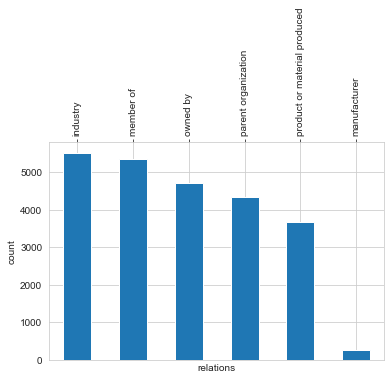 industry
member of
owned by
parent organization
product or material produced
manufacturer
5000
4000
3000
2000
1000
0
count
relations